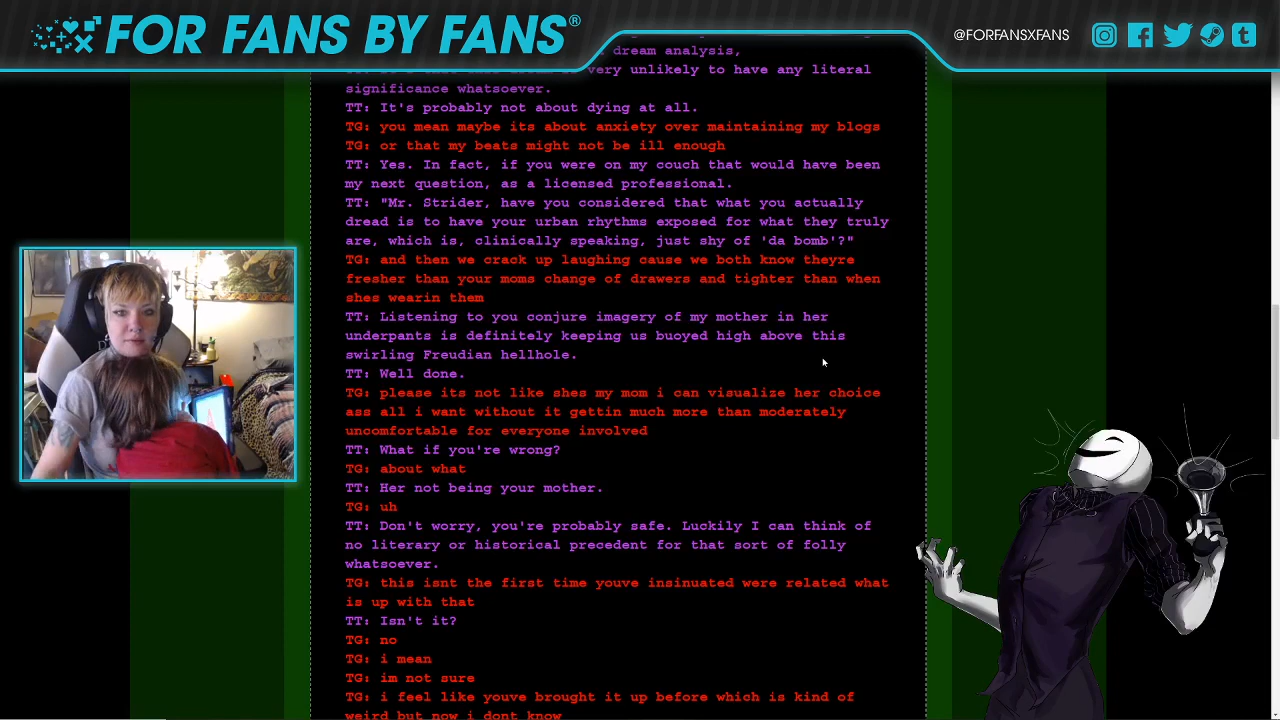 FOR FANS BY FANS®
@FORFANSXFANS
dream analysis,
very unlikely to have any literal
significance whatsoever.
TT: It's probably not about dying at all.
TG: you mean maybe its about anxiety over maintaining my blogs
TG: or that my beats might not be ill enough
TT: Yes. In fact, if you were on my couch that would have been
my next question, as a licensed professional.
TT: "Mr. Strider, have you considered that what you actually
dread is to have your urban rhythms exposed for what they truly
are, which is, clinically speaking, just shy of 'da bomb'?"
TG: and then we crack up laughing cause we both know theyre
fresher than your moms change of drawers and tighter than when
shes wearin them
TT: Listening to you conjure imagery of my mother in her
underpants is definitely keeping us buoyed high above this
swirling Freudian hellhole.
TT: Well done.
TG: please its not like shes my mom i can visualize her choice
ass all i want without it gettin much more than moderately
uncomfortable for everyone involved
TT: What if you're wrong?
TG: about what
TT: Her not being your mother.
TG: uh
TT: Don't worry, you're probably safe. Luckily I can think of
no literary or historical precedent for that sort of folly
whatsoever.
TG: this isnt the first time youve insinuated were related what
is up with that
TT: Isn't it?
TG: no
TG: i mean
TG: im not sure
TG: i feel like youve brought it up before which is kind of
weird but now i dont know